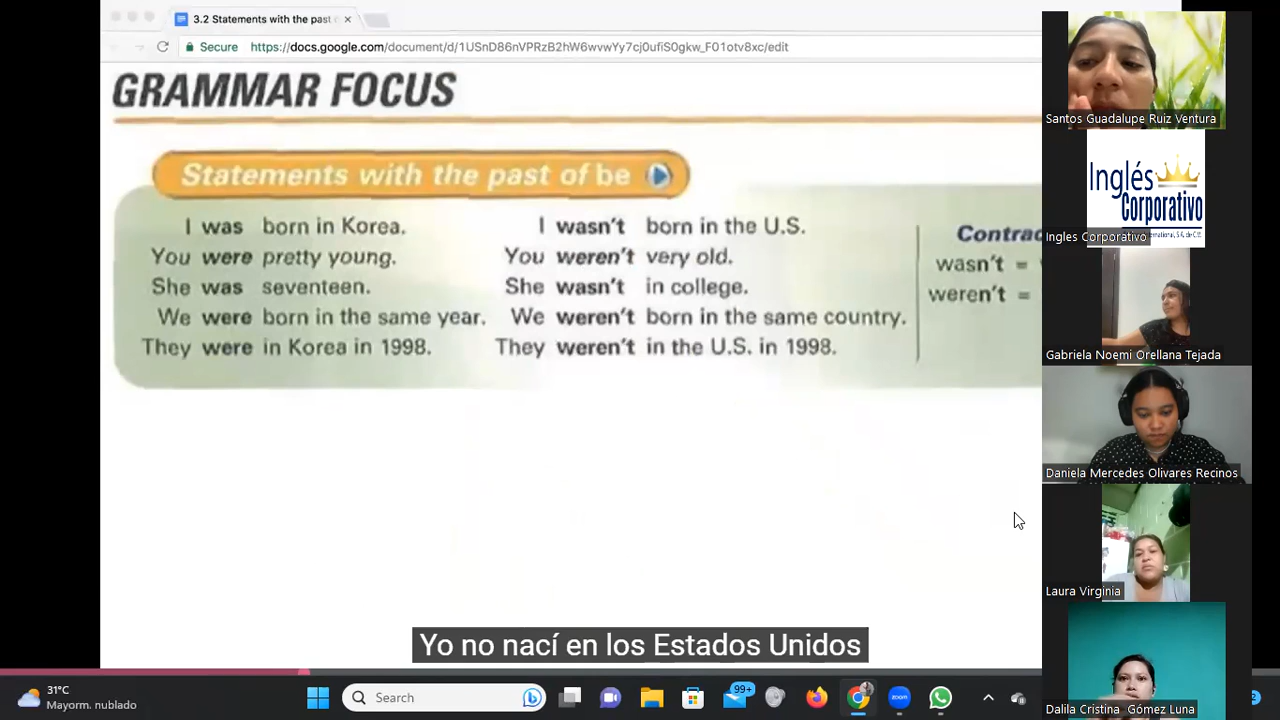 3.2 Statements with the past
Secure https://docs.google.com/document/d/1USnD86nVPRzB2hW6wvwYy7cj0ufiS0gkw_F01otv8xc/edit
GRAMMAR FOCUS
Statements with the past of be
I was born in Korea. I wasn't born in the U.S.
You were pretty young. You weren't very old.
She was seventeen. She wasn't in college.
We were born in the same year. We weren't born in the same country.
They were in Korea in 1998. They weren't in the U.S. in 1998.
Contrac
wasn't =
weren't =
Yo no nací en los Estados Unidos
Santos Guadalupe Ruiz Ventura
Inglés
Corporativo
Ingles Corporativo
Gabriela Noemi Orellana Tejada
Daniela Mercedes Olivares Recinos
Laura Virginia
Dalila Cristina Gómez Luna
31°C
Mayorm. nublado
Search
99+
zoom
2